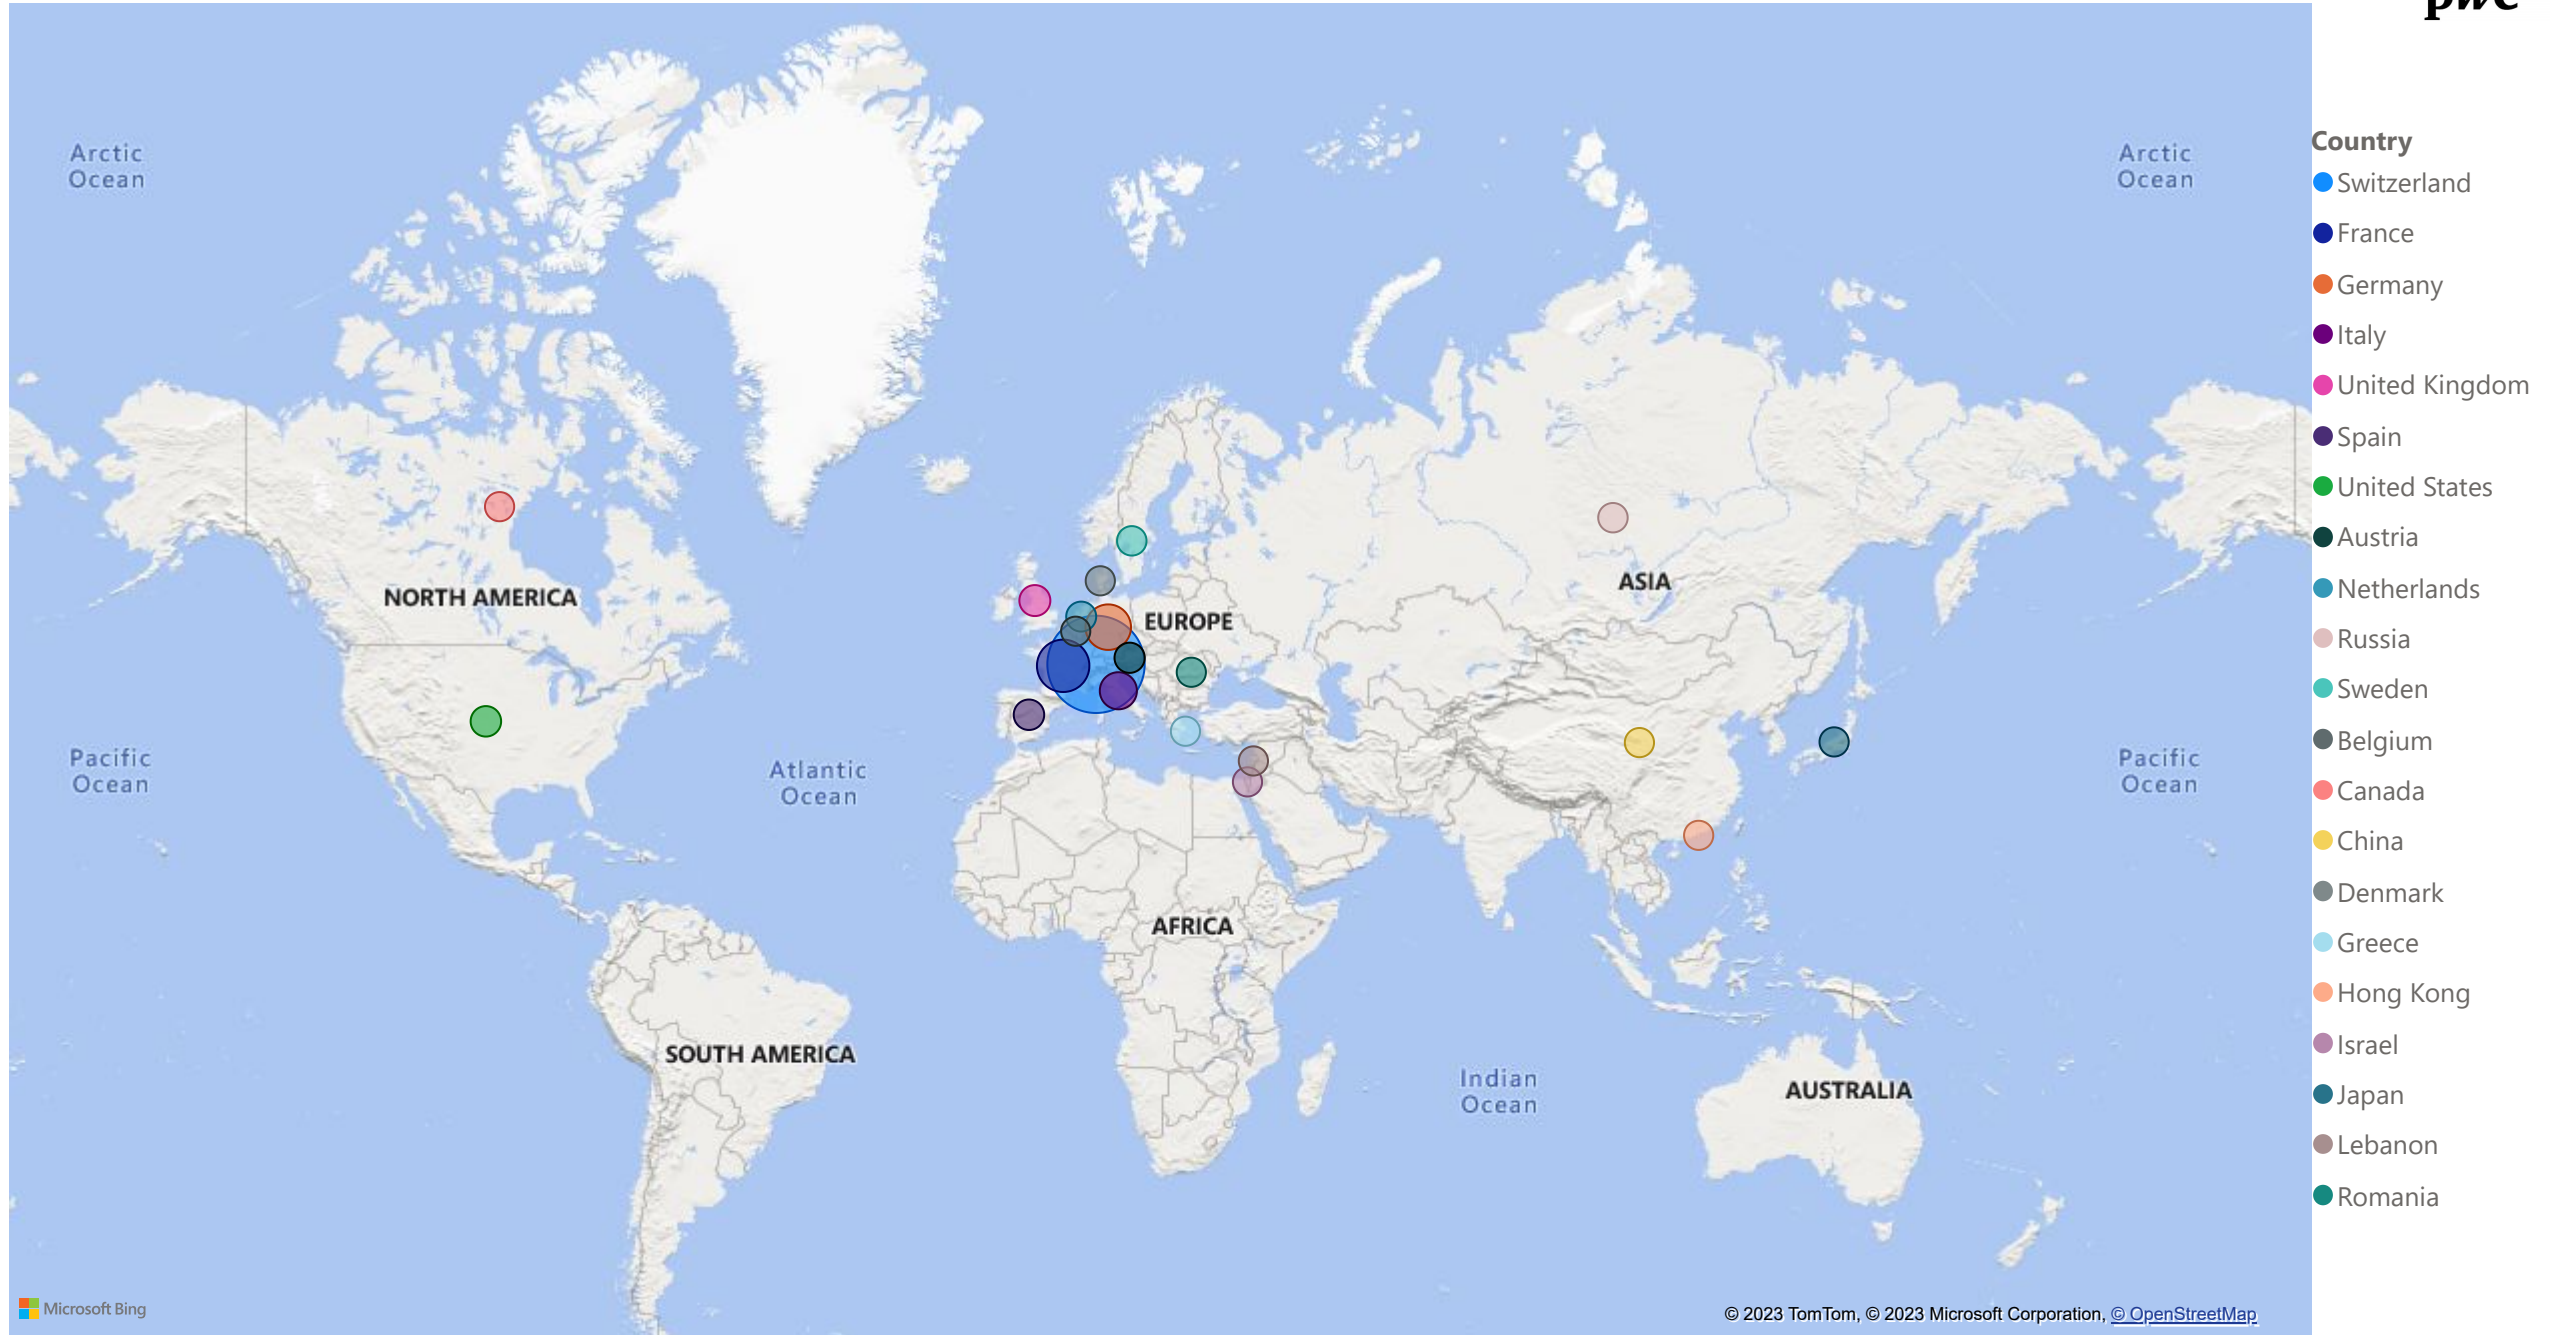 pwc
Arctic
Ocean
Arctic
Ocean
NORTH AMERICA
EUROPE
ASIA
Pacific
Ocean
Atlantic
Ocean
Pacific
Ocean
AFRICA
SOUTH AMERICA
Indian
Ocean
AUSTRALIA
Microsoft Bing
© 2023 TomTom, © 2023 Microsoft Corporation, © OpenStreetMap
Country
Switzerland
France
Germany
Italy
United Kingdom
Spain
United States
Austria
Netherlands
Russia
Sweden
Belgium
Canada
China
Denmark
Greece
Hong Kong
Israel
Japan
Lebanon
Romania